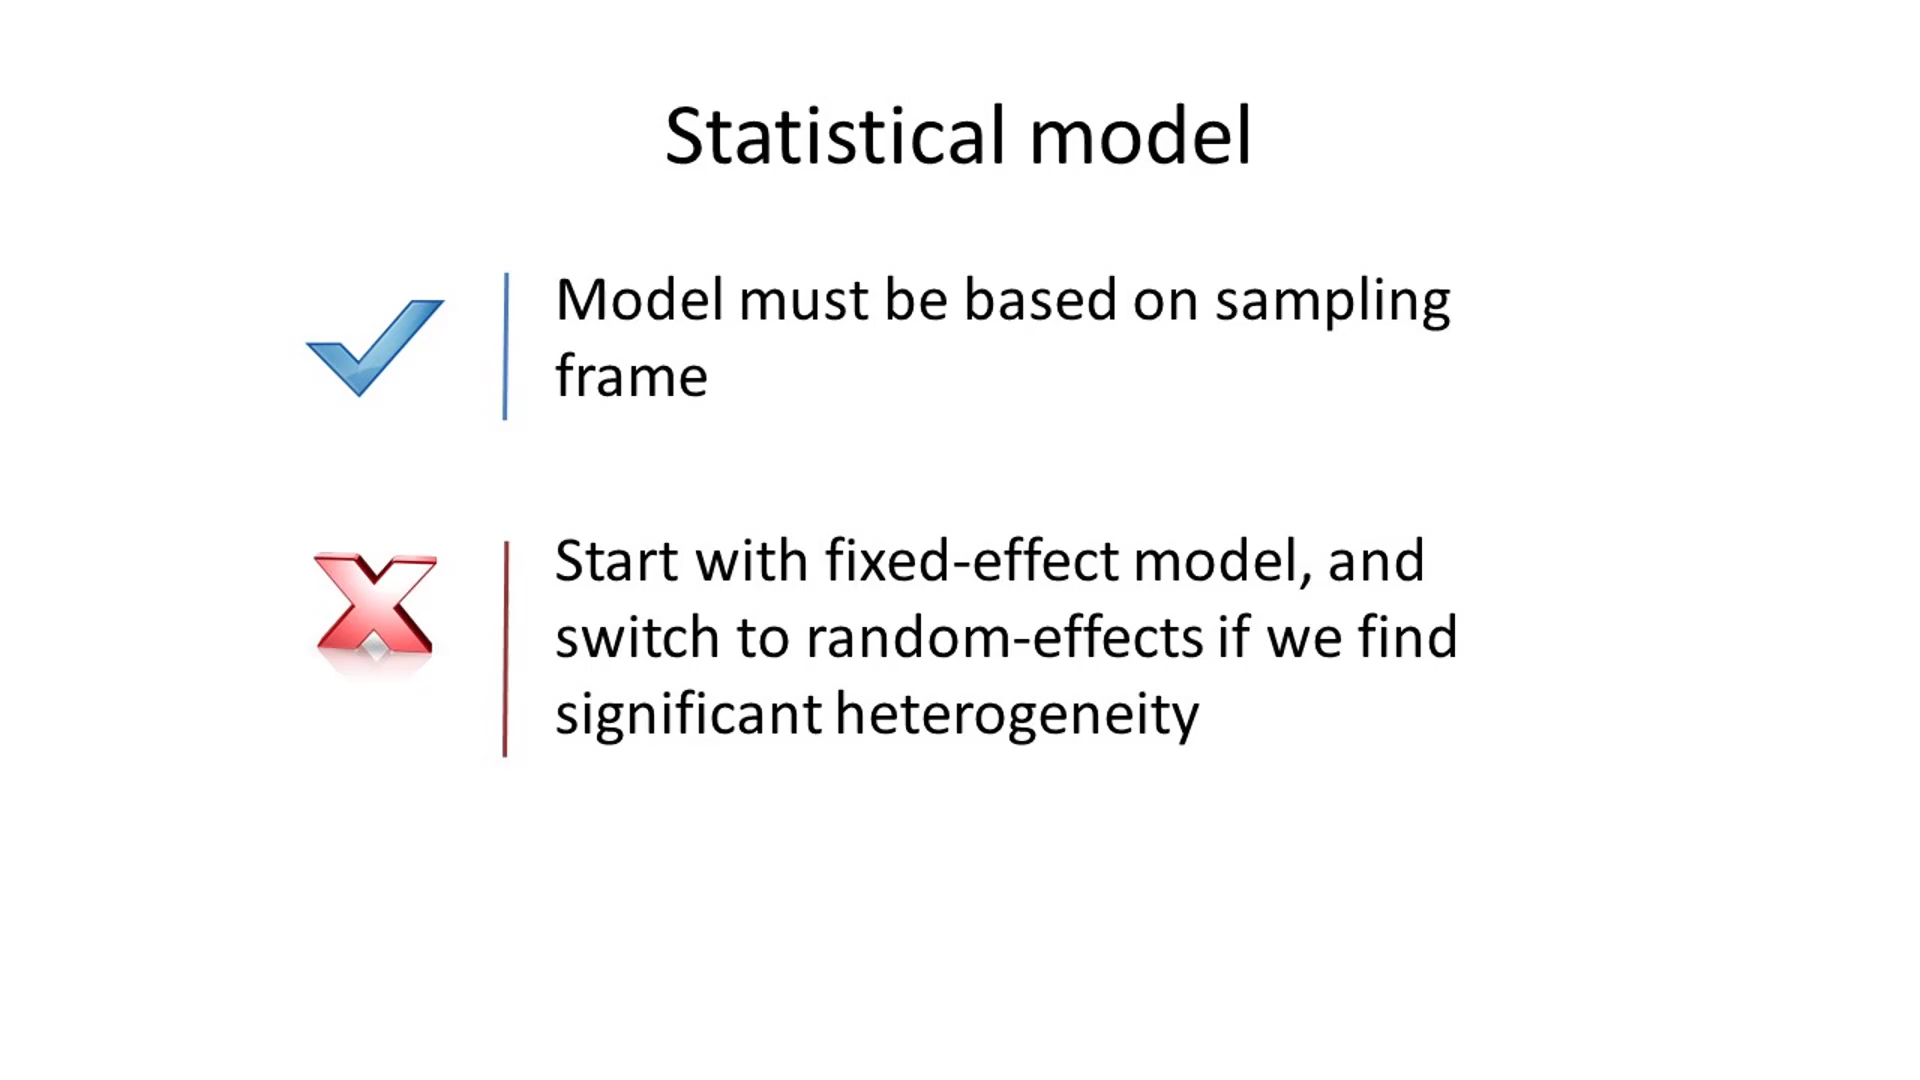 Statistical model
Model must be based on sampling
frame
Start with fixed-effect model, and
switch to random-effects if we find
significant heterogeneity